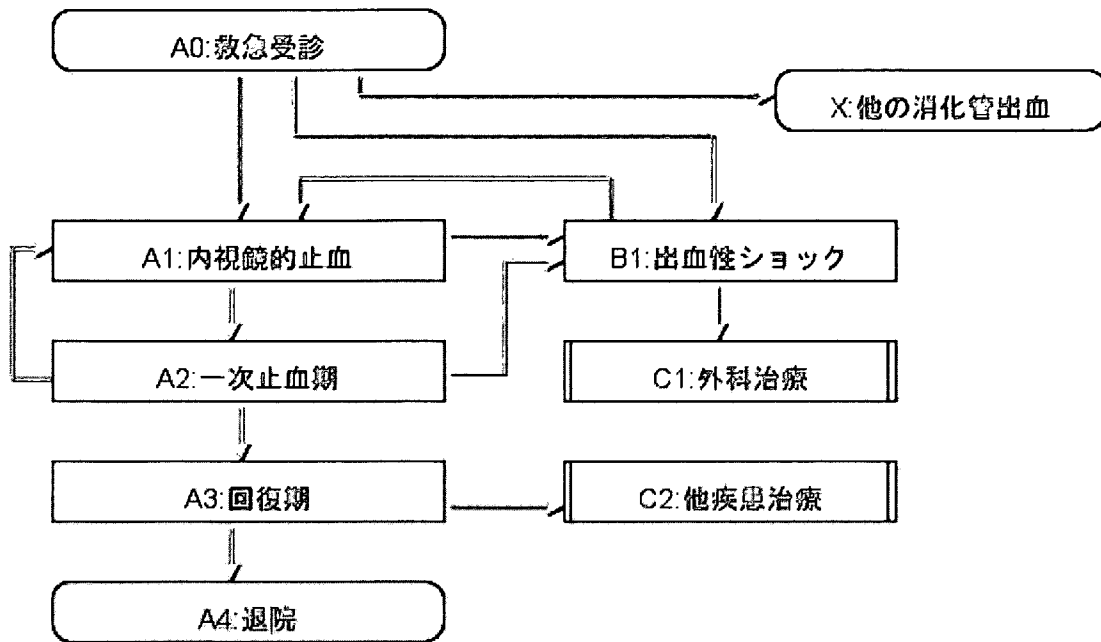 A0:救急受診
X:他の消化管出血
A1:内視鏡的止血
B1:出血性ショック
A2:一次止血期
C1:外科治療
A3:回復期
C2:他疾患治療
A4:退院